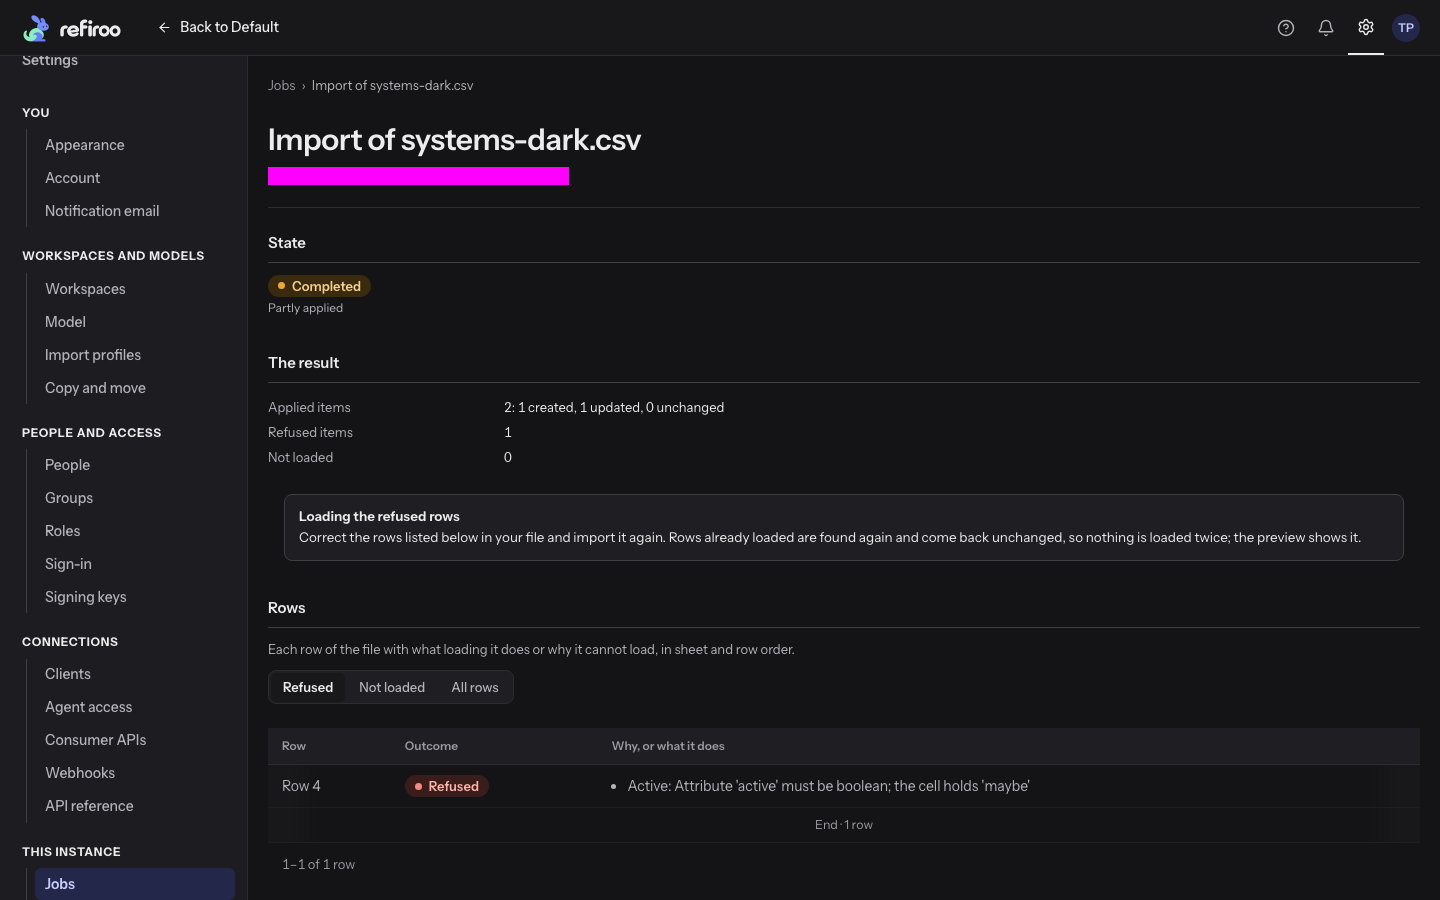 refiroo
← Back to Default
TP
Settings
YOU
Appearance
Account
Notification email
WORKSPACES AND MODELS
Workspaces
Model
Import profiles
Copy and move
PEOPLE AND ACCESS
People
Groups
Roles
Sign-in
Signing keys
CONNECTIONS
Clients
Agent access
Consumer APIs
Webhooks
API reference
THIS INSTANCE
Jobs
Jobs › Import of systems-dark.csv
Import of systems-dark.csv
State
Completed
Partly applied
The result
Applied items 2: 1 created, 1 updated, 0 unchanged
Refused items 1
Not loaded 0
Loading the refused rows
Correct the rows listed below in your file and import it again. Rows already loaded are found again and come back unchanged, so nothing is loaded twice; the preview shows it.
Rows
Each row of the file with what loading it does or why it cannot load, in sheet and row order.
Refused Not loaded All rows
Row Outcome Why, or what it does
Row 4 Refused • Active: Attribute 'active' must be boolean; the cell holds 'maybe'
End · 1 row
1–1 of 1 row